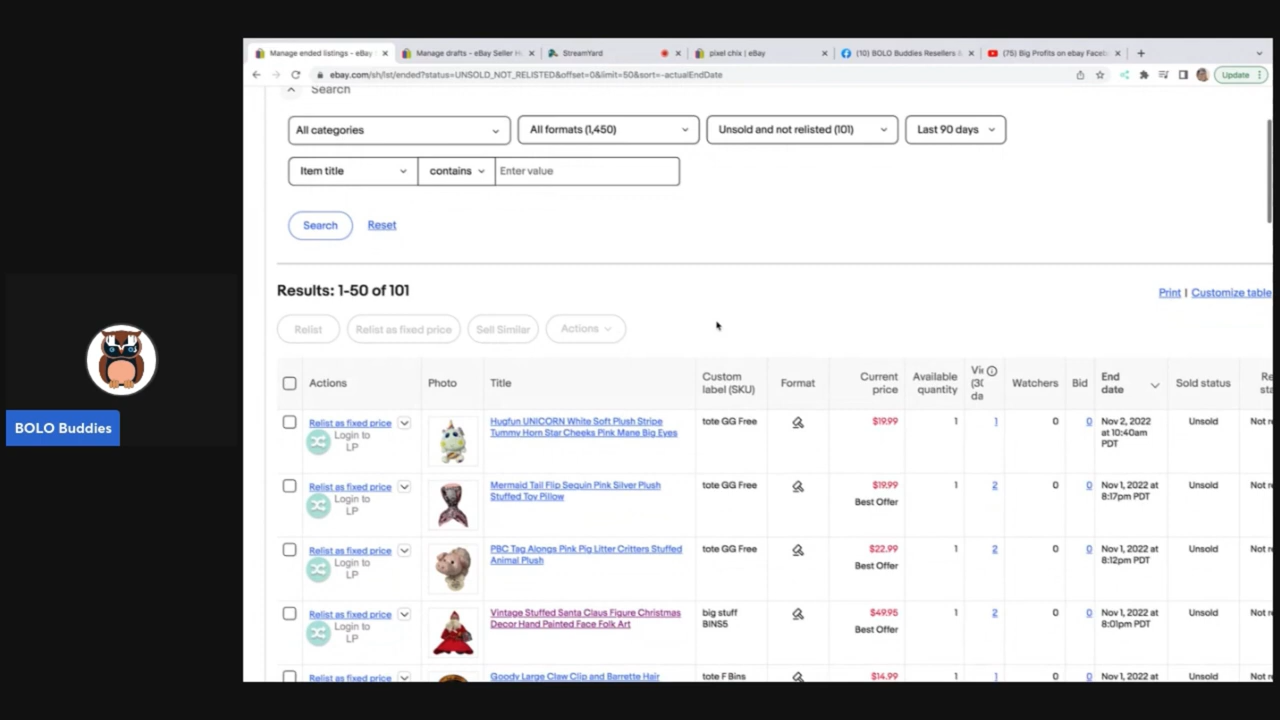 Manage ended listings - eBay
Manage drafts - eBay Seller H
StreamYard
pixel chix | eBay
(10) BOLO Buddies Resellers &
(75) Big Profits on ebay Faceb
ebay.com/sh/lst/ended?status=UNSOLD_NOT_RELISTED&offset=0&limit=50&sort=-actualEndDate
Update
Search
All categories
All formats (1,450)
Unsold and not relisted (101)
Last 90 days
Item title
contains
Enter value
Search
Reset
Results: 1-50 of 101
Print | Customize table
Relist
Relist as fixed price
Sell Similar
Actions
Actions
Photo
Title
Custom
label (SKU)
Format
Current
price
Available
quantity
Vie
(30
da
Watchers
Bid
End
date
Sold status
Re
sta
Relist as fixed price
Login to
LP
Hugfun UNICORN White Soft Plush Stripe
Tummy Horn Star Cheeks Pink Mane Big Eyes
tote GG Free
$19.99
1
1
0
0
Nov 2, 2022
at 10:40am
PDT
Unsold
Not r
Relist as fixed price
Login to
LP
Mermaid Tail Flip Sequin Pink Silver Plush
Stuffed Toy Pillow
tote GG Free
$19.99
Best Offer
1
2
0
0
Nov 1, 2022 at
8:17pm PDT
Unsold
Not r
Relist as fixed price
Login to
LP
PBC Tag Alongs Pink Pig Litter Critters Stuffed
Animal Plush
tote GG Free
$22.99
Best Offer
1
2
0
0
Nov 1, 2022 at
8:12pm PDT
Unsold
Not r
Relist as fixed price
Login to
LP
Vintage Stuffed Santa Claus Figure Christmas
Decor Hand Painted Face Folk Art
big stuff
BINS5
$49.95
Best Offer
1
2
0
0
Nov 1, 2022 at
8:01pm PDT
Unsold
Not r
Relist as fixed price
Goody Large Claw Clip and Barrette Hair
tote F Bins
$14.99
1
1
0
0
Nov 1, 2022 at
Unsold
Not r
BOLO Buddies